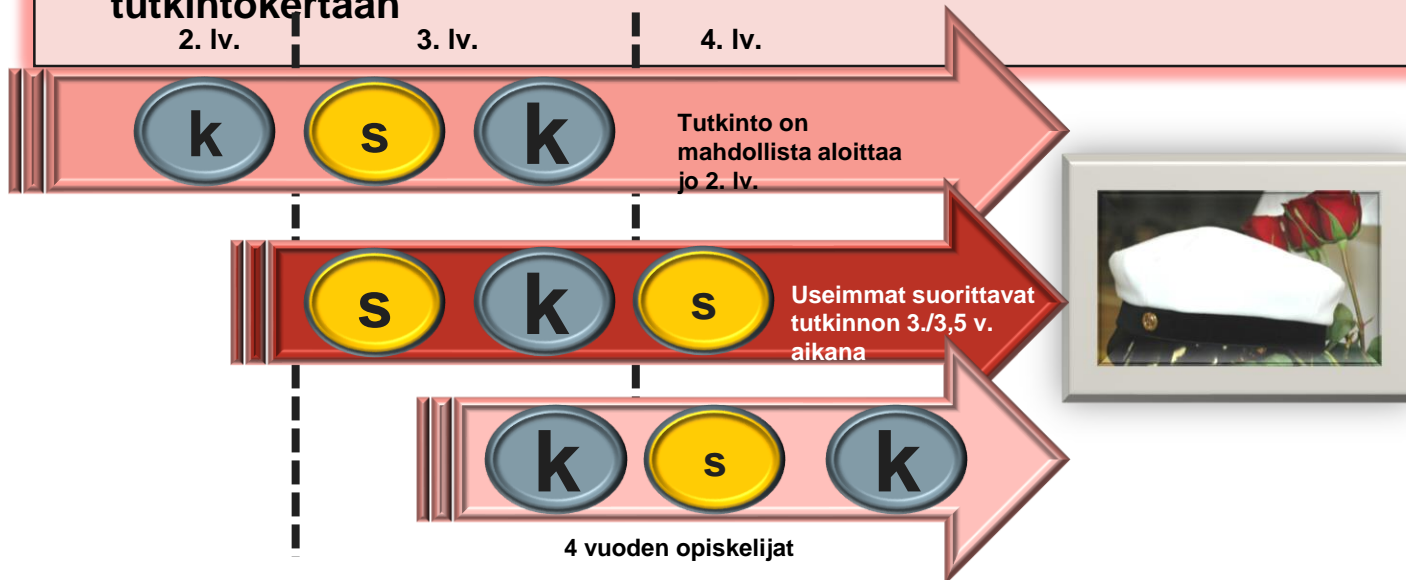 tutkintokertaan
2. lv. 3. lv. 4. lv.
k s k
Tutkinto on
mahdollista aloittaa
jo 2. lv.
s k s
Useimmat suorittavat
tutkinnon 3./3,5 v.
aikana
k s k
4 vuoden opiskelijat